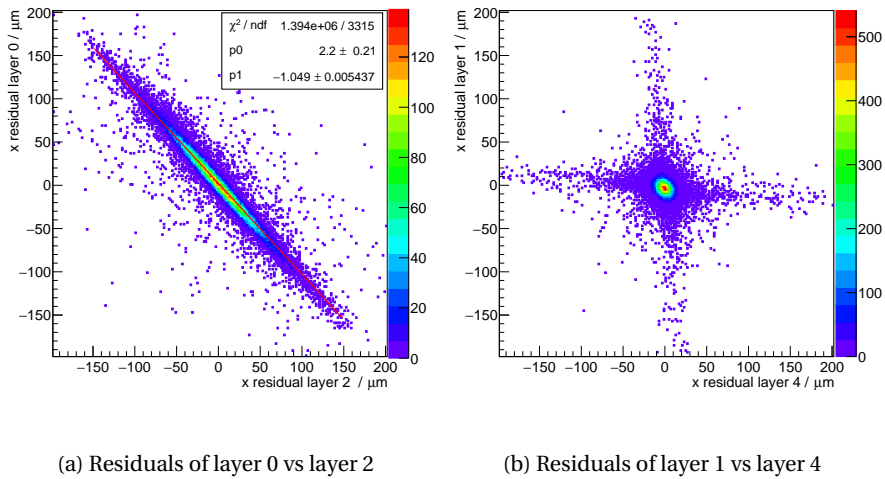 x residual layer 0 / μm
200
150
100
50
0
−50
−100
−150
−150 −100 −50 0 50 100 150 200
x residual layer 2 / μm
χ² / ndf 1.394e+06 / 3315
p0 2.2 ± 0.21
p1 −1.049 ± 0.005437
120
100
80
60
40
20
0
x residual layer 1 / μm
200
150
100
50
0
−50
−100
−150
−150 −100 −50 0 50 100 150 200
x residual layer 4 / μm
500
400
300
200
100
0
(a) Residuals of layer 0 vs layer 2
(b) Residuals of layer 1 vs layer 4